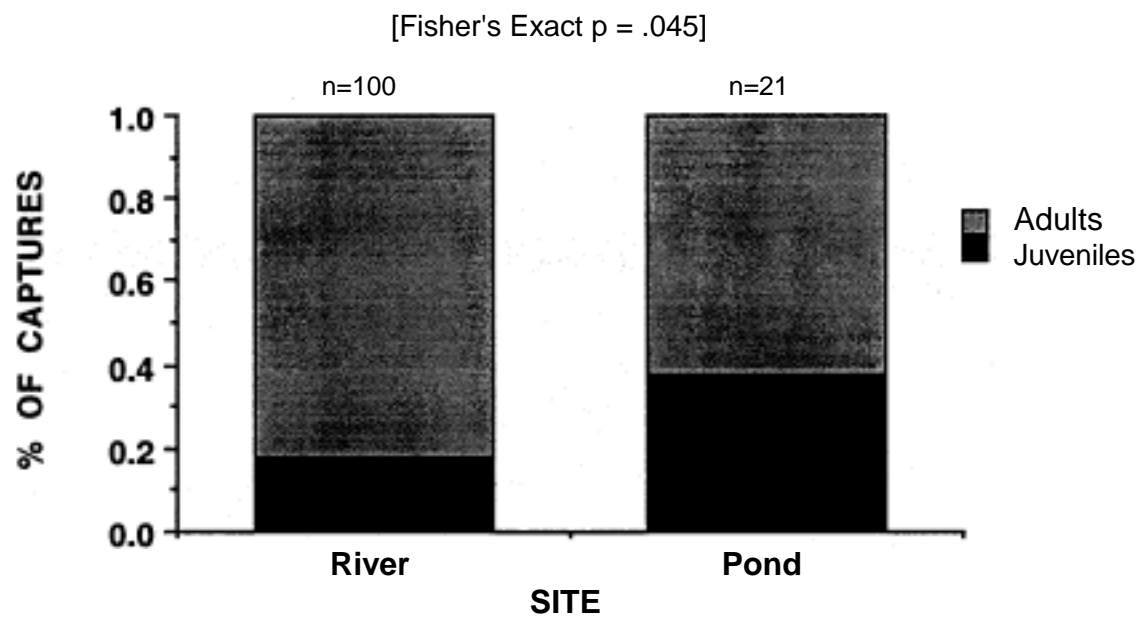 [Fisher's Exact p = .045]
n=100 n=21
% OF CAPTURES
1.0
0.8
0.6
0.4
0.2
0.0
Adults
Juveniles
River Pond
SITE